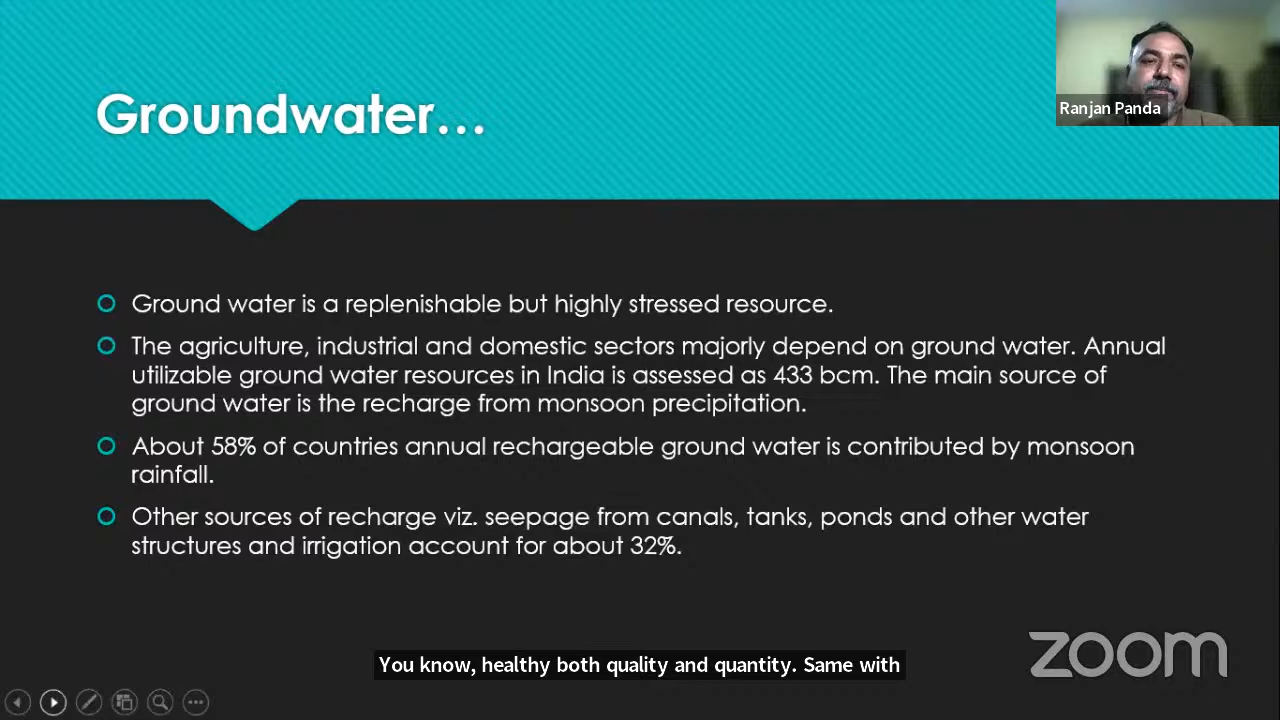 Groundwater...
Ranjan Panda
Ground water is a replenishable but highly stressed resource.
The agriculture, industrial and domestic sectors majorly depend on ground water. Annual
utilizable ground water resources in India is assessed as 433 bcm. The main source of
ground water is the recharge from monsoon precipitation.
About 58% of countries annual rechargeable ground water is contributed by monsoon
rainfall.
Other sources of recharge viz. seepage from canals, tanks, ponds and other water
structures and irrigation account for about 32%.
zoom
You know, healthy both quality and quantity. Same with